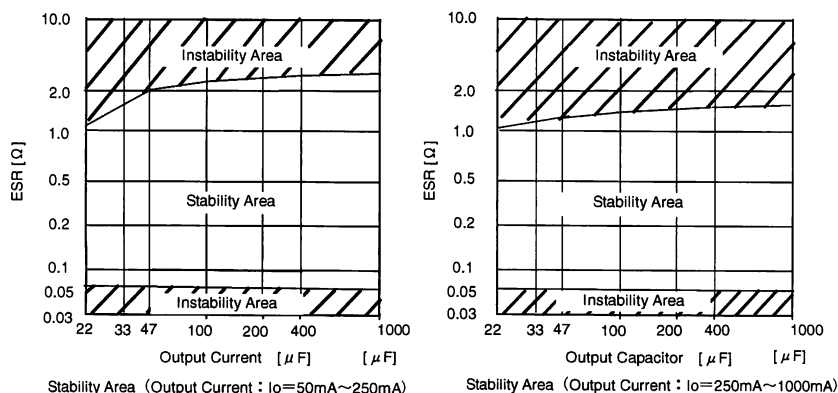 10.0
Instability Area
2.0
1.0
ESR [Ω]
0.5
Stability Area
0.2
0.1
0.05
Instability Area
0.03
22 33 47 100 200 400 1000
Output Current [μF] [μF]
Stability Area (Output Current : Io=50mA~250mA)
10.0
Instability Area
2.0
1.0
ESR [Ω]
0.5
Stability Area
0.2
0.1
0.05
Instability Area
0.03
22 33 47 100 200 400 1000
Output Capacitor [μF] [μF]
Stability Area (Output Current : Io=250mA~1000mA)